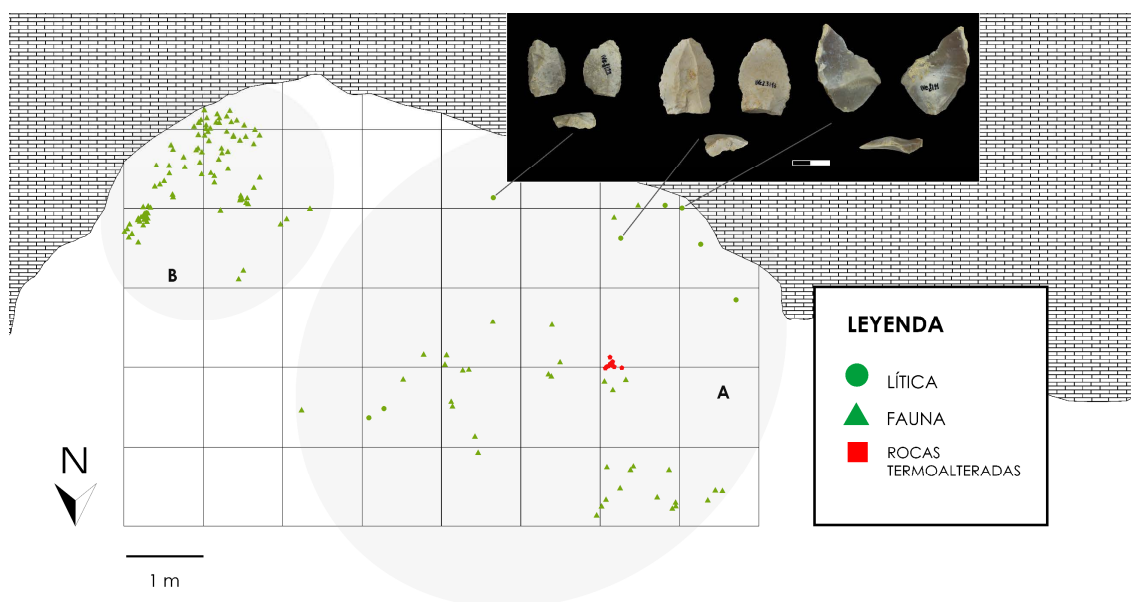 B
A
N
1 m
LEYENDA
LÍTICA
FAUNA
ROCAS
TERMOALTERADAS